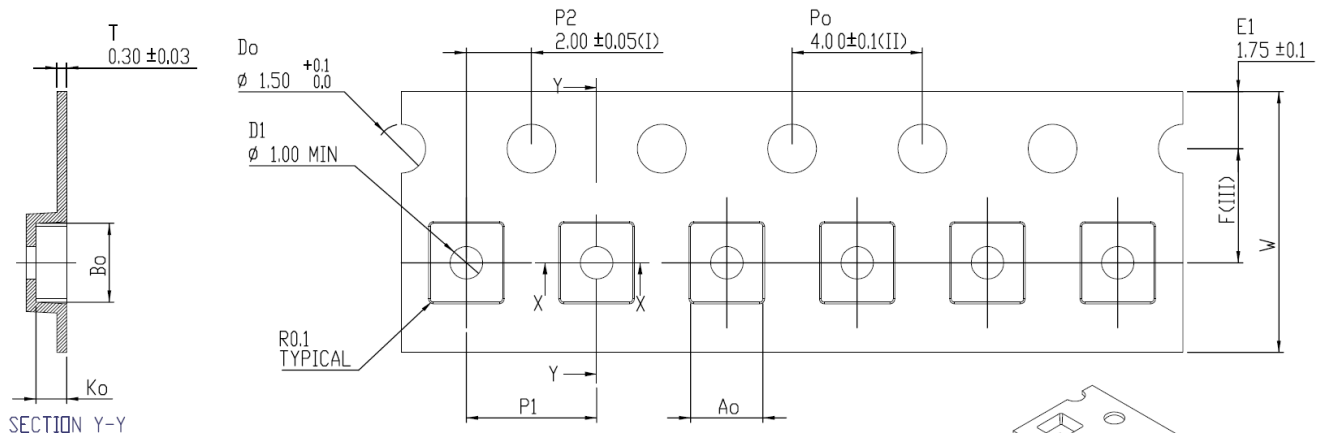 T
0.30 ±0.03
Do
ø 1.50 +0.1 0.0
D1
ø 1.00 MIN
P2
2.00 ±0.05(I)
Po
4.0 0±0.1(II)
E1
1.75 ±0.1
Y
F(III)
W
Bo
X
X
R0.1
TYPICAL
Y
Ko
P1
Ao
SECTION Y-Y